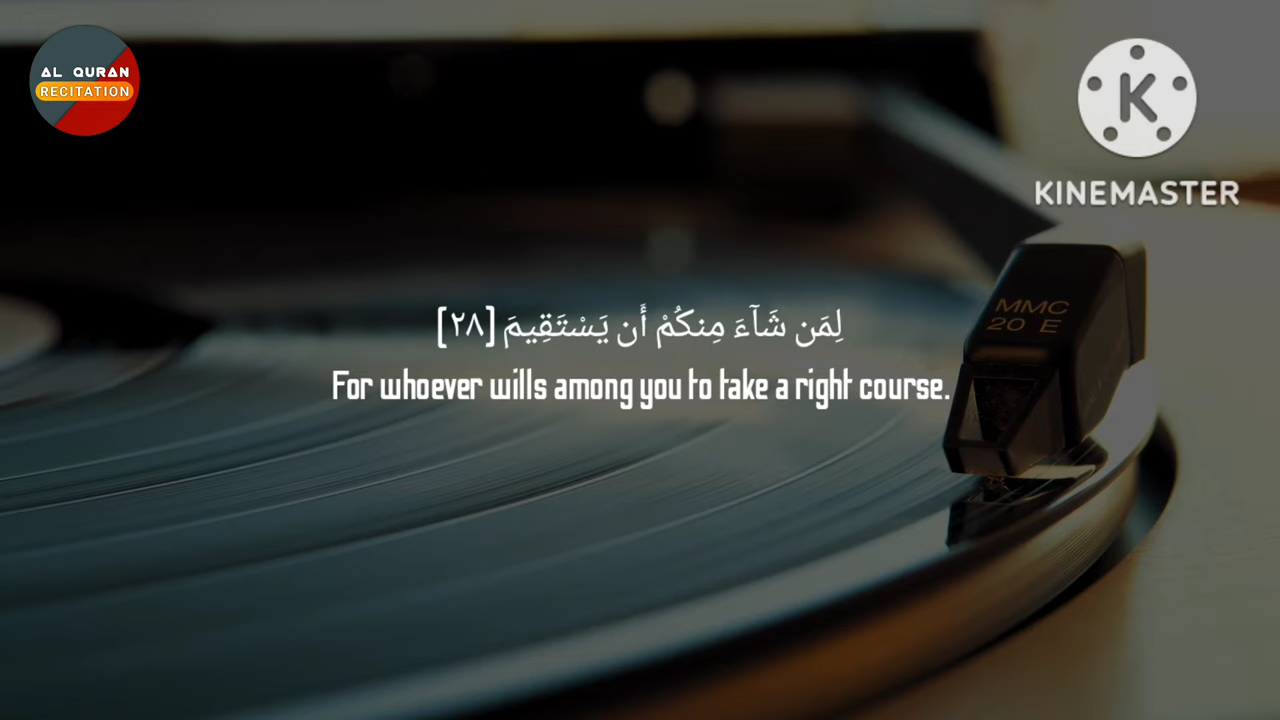 AL QURAN
RECITATION
K
KINEMASTER
MMC
20 E
لِمَن شَآءَ مِنكُمْ أَن يَسْتَقِيمَ [٢٨]
For whoever wills among you to take a right course.